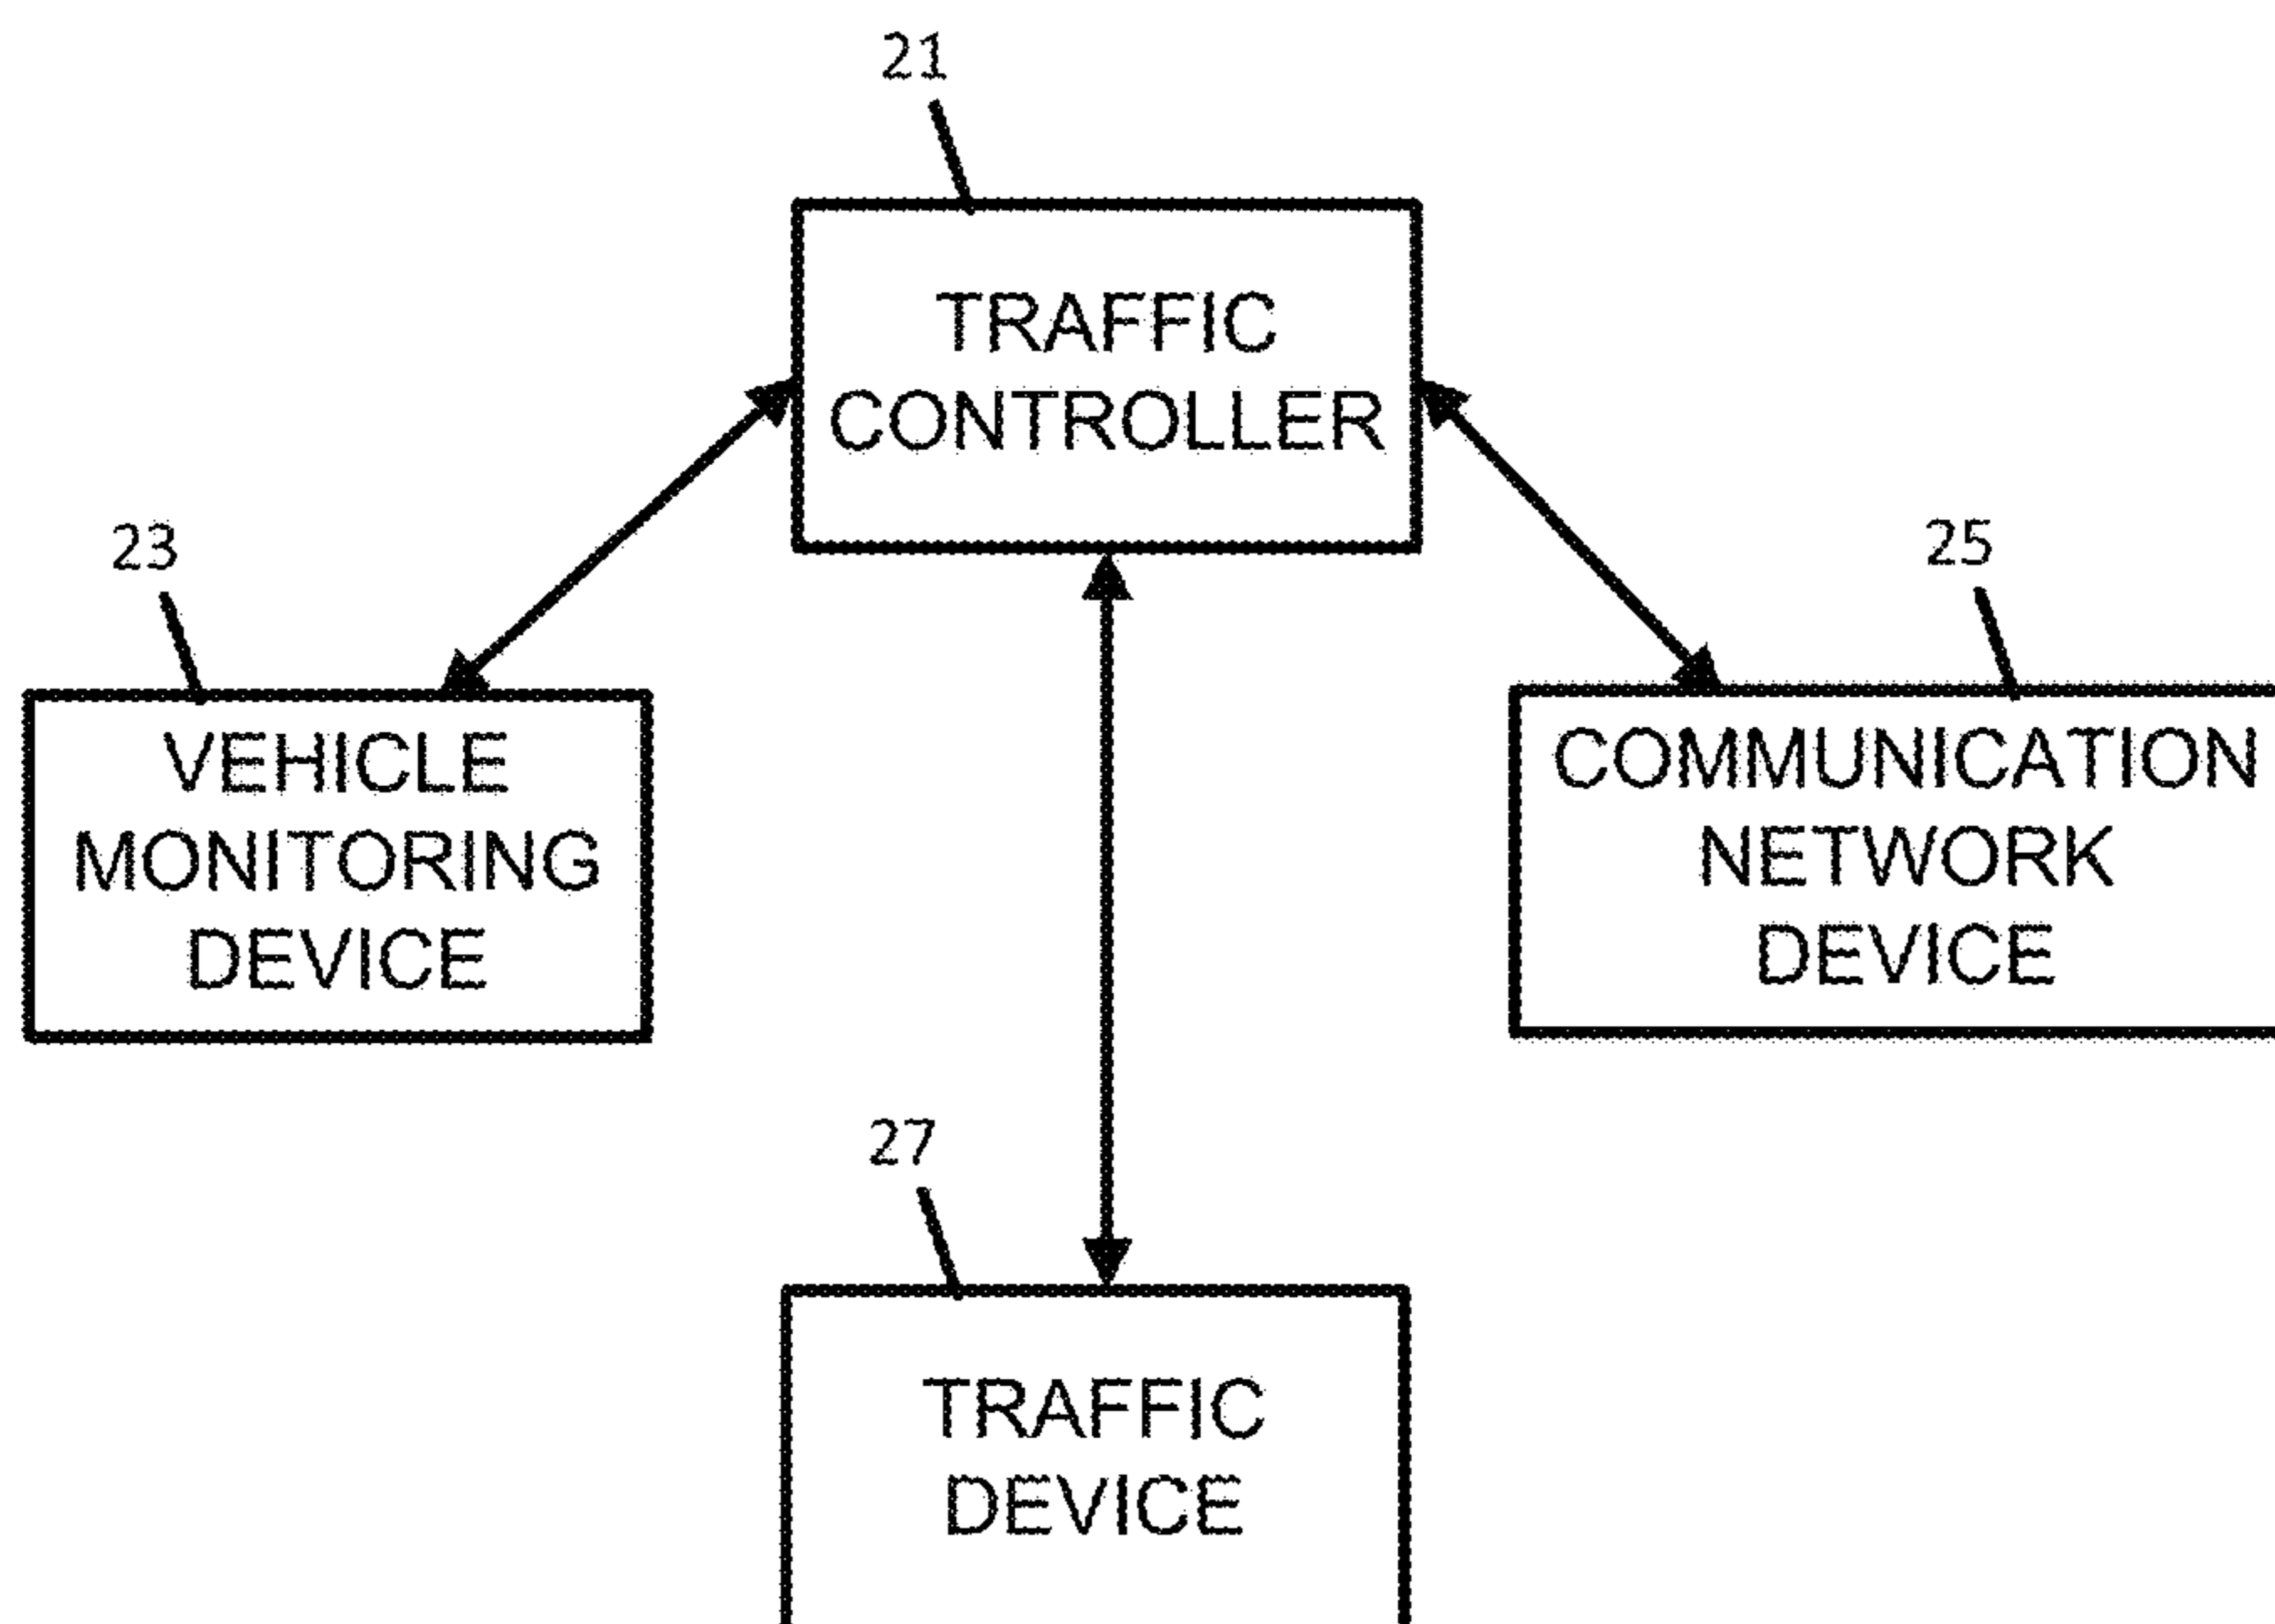 21
TRAFFIC
CONTROLLER
23
VEHICLE
MONITORING
DEVICE
25
COMMUNICATION
NETWORK
DEVICE
27
TRAFFIC
DEVICE